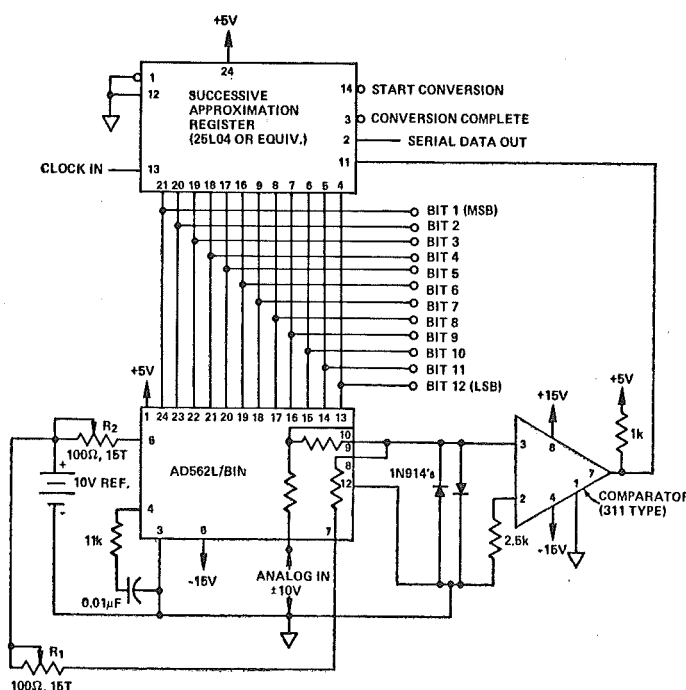 +5V
24
1
12
SUCCESSIVE
APPROXIMATION
REGISTER
(25L04 OR EQUIV.)
14 START CONVERSION
3 CONVERSION COMPLETE
2 SERIAL DATA OUT
11
CLOCK IN 13
21 20 19 18 17 16 9 8 7 6 5 4
BIT 1 (MSB)
BIT 2
BIT 3
BIT 4
BIT 5
BIT 6
BIT 7
BIT 8
BIT 9
BIT 10
BIT 11
BIT 12 (LSB)
+5V
1 24 23 22 21 20 19 18 17 16 15 14 13
R2
100Ω, 15T
6
+
10V REF.
-
AD562L/BIN
10
9
8
12
4
3
6
7
11k
0.01μF
-15V
ANALOG IN
±10V
1N914's
+5V
1k
+15V
8
3
7
2
4
1
-15V
2.5k
COMPARATOR
(311 TYPE)
R1
100Ω, 15T